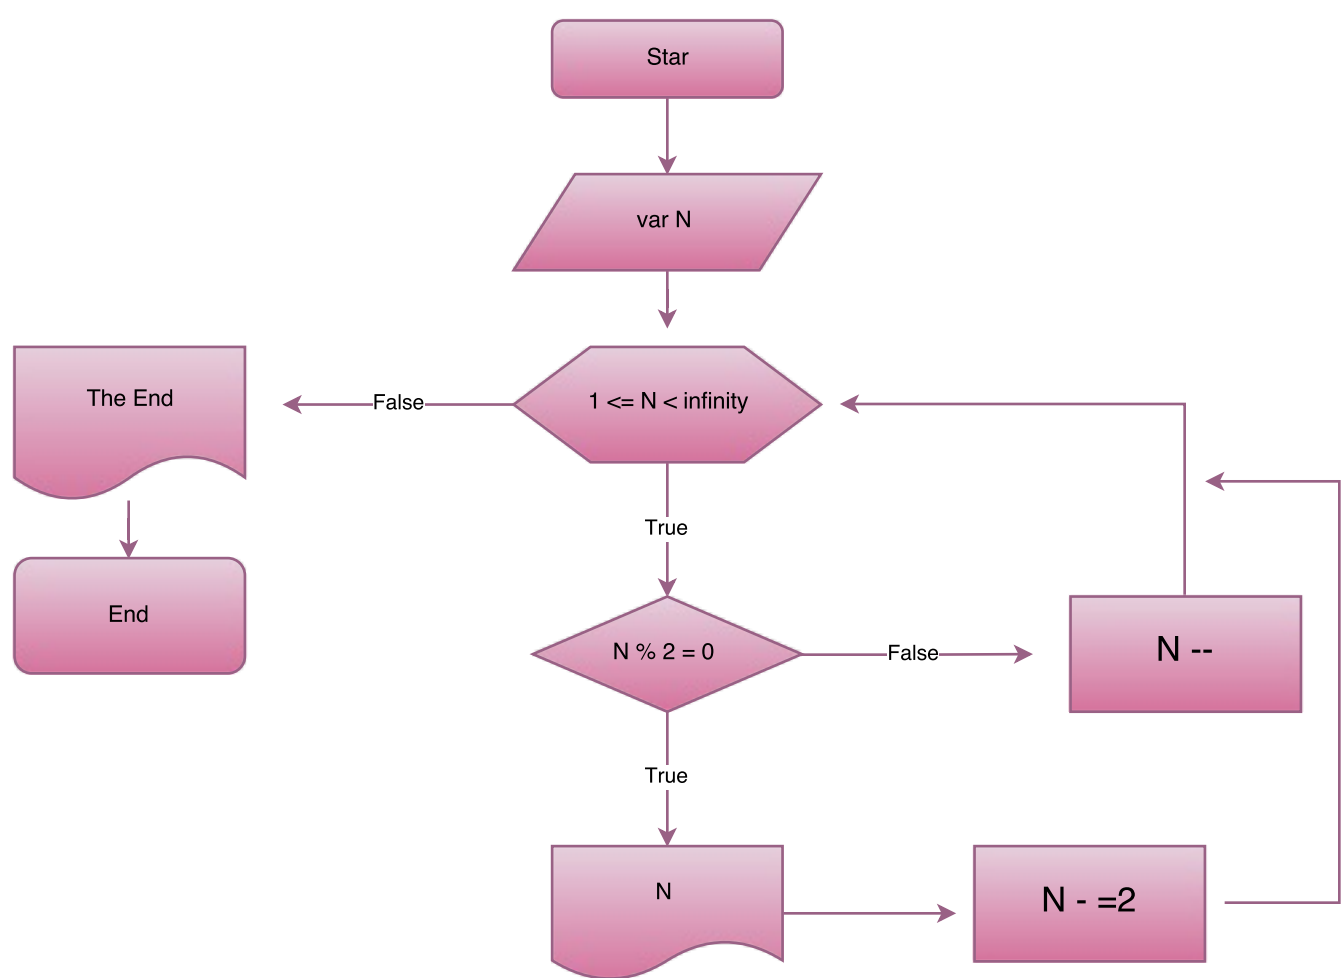 Star
var N
1 <= N < infinity
False
The End
End
True
N % 2 = 0
False
N --
True
N
N - =2